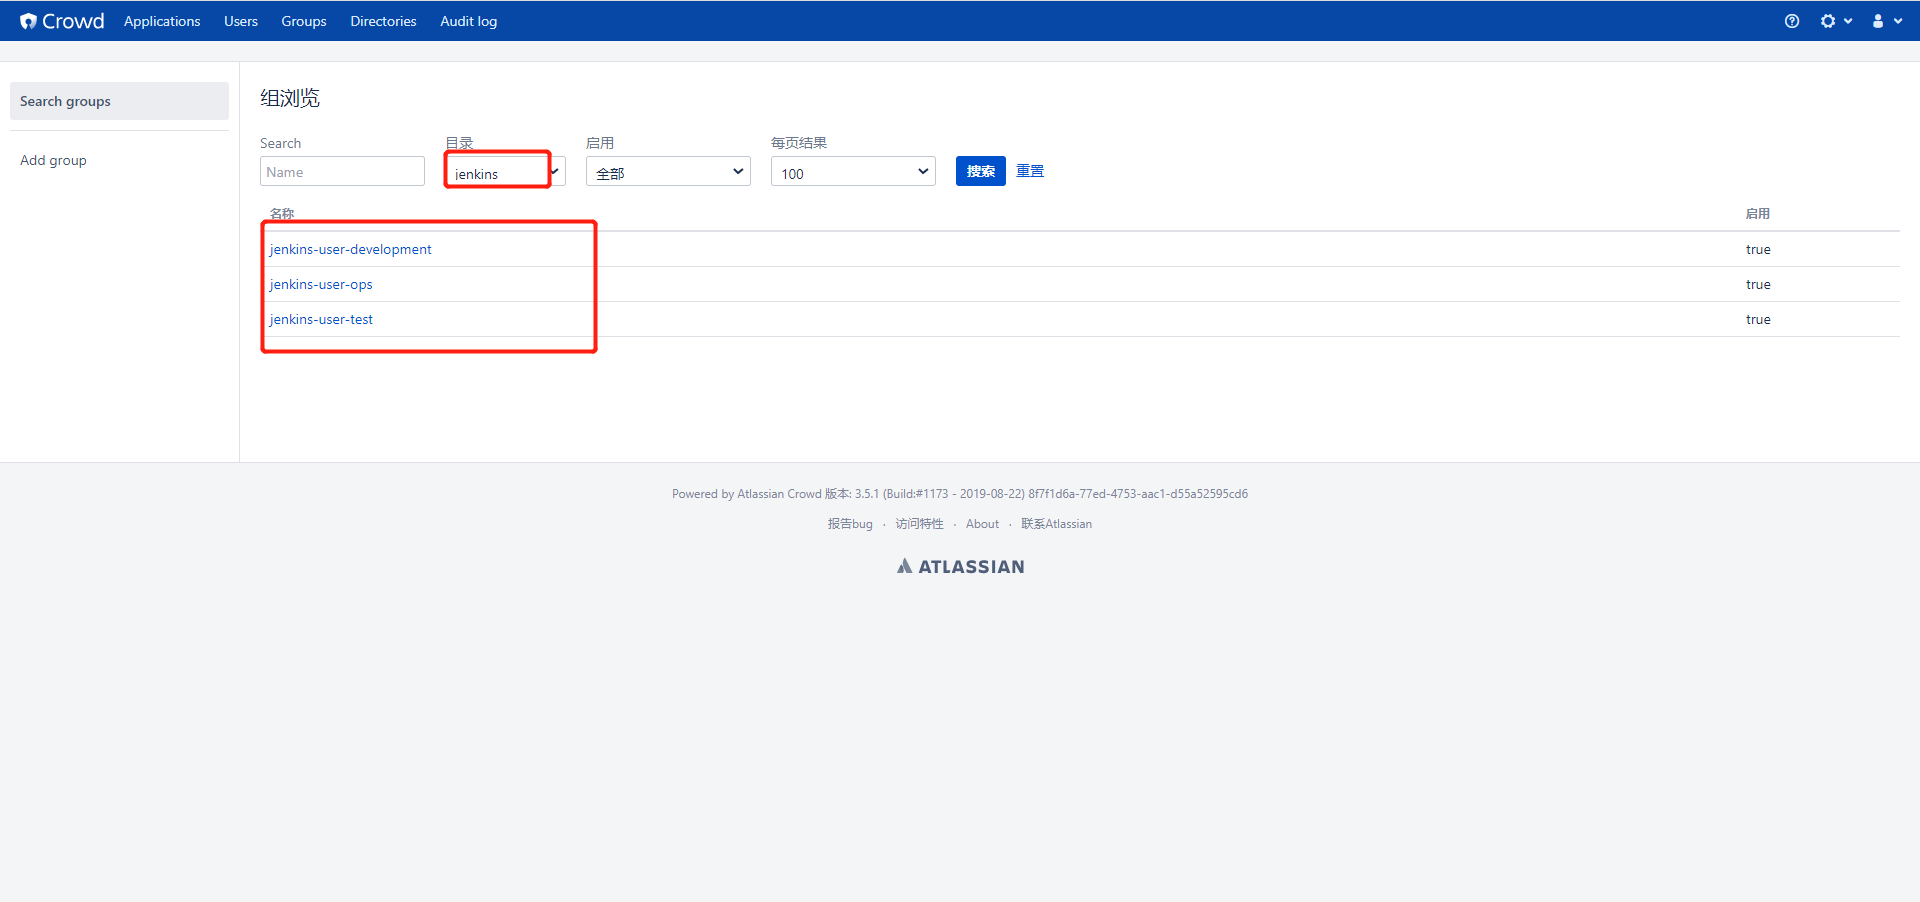 Crowd Applications Users Groups Directories Audit log
Search groups
Add group
组浏览
Search 目录 启用 每页结果
Name jenkins 全部 100 搜索 重置
名称 启用
jenkins-user-development true
jenkins-user-ops true
jenkins-user-test true
Powered by Atlassian Crowd 版本: 3.5.1 (Build:#1173 - 2019-08-22) 8f7f1d6a-77ed-4753-aac1-d55a52595cd6
报告bug · 访问特性 · About · 联系Atlassian
ATLASSIAN